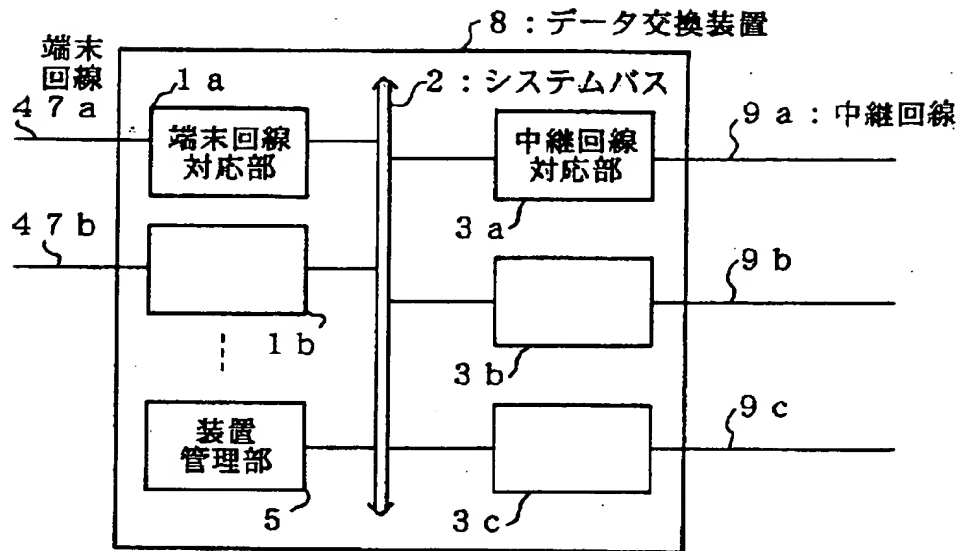 8：データ交換装置
端末
回線
47a
1a
2：システムバス
9a：中継回線
端末回線
対応部
中継回線
対応部
3a
47b
9b
1b
3b
9c
装置
管理部
5
3c